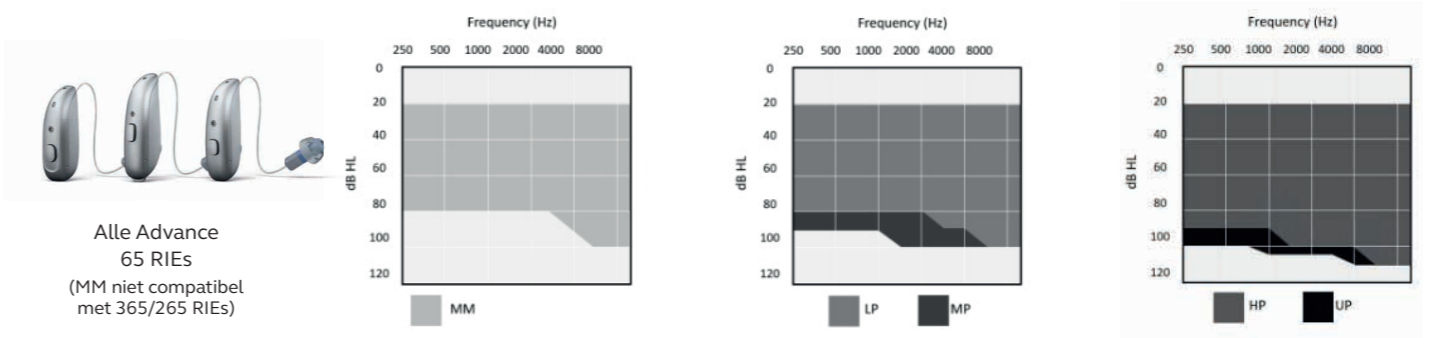 Alle Advance
65 RIEs
(MM niet compatibel
met 365/265 RIEs)
Frequency (Hz)
250 500 1000 2000 4000 8000
dB HL
0
20
40
60
80
100
120
MM
Frequency (Hz)
250 500 1000 2000 4000 8000
dB HL
0
20
40
60
80
100
120
LP MP
Frequency (Hz)
250 500 1000 2000 4000 8000
dB HL
0
20
40
60
80
100
120
HP UP